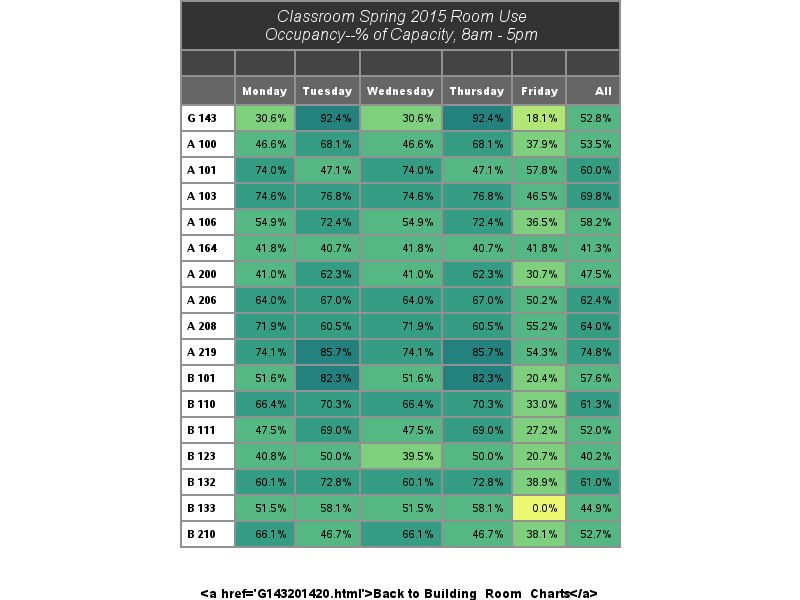 Classroom Spring 2015 Room Use
Occupancy--% of Capacity, 8am - 5pm
Monday Tuesday Wednesday Thursday Friday All
G 143 30.6% 92.4% 30.6% 92.4% 18.1% 52.8%
A 100 46.6% 68.1% 46.6% 68.1% 37.9% 53.5%
A 101 74.0% 47.1% 74.0% 47.1% 57.8% 60.0%
A 103 74.6% 76.8% 74.6% 76.8% 46.5% 69.8%
A 106 54.9% 72.4% 54.9% 72.4% 36.5% 58.2%
A 164 41.8% 40.7% 41.8% 40.7% 41.8% 41.3%
A 200 41.0% 62.3% 41.0% 62.3% 30.7% 47.5%
A 206 64.0% 67.0% 64.0% 67.0% 50.2% 62.4%
A 208 71.9% 60.5% 71.9% 60.5% 55.2% 64.0%
A 219 74.1% 85.7% 74.1% 85.7% 54.3% 74.8%
B 101 51.6% 82.3% 51.6% 82.3% 20.4% 57.6%
B 110 66.4% 70.3% 66.4% 70.3% 33.0% 61.3%
B 111 47.5% 69.0% 47.5% 69.0% 27.2% 52.0%
B 123 40.8% 50.0% 39.5% 50.0% 20.7% 40.2%
B 132 60.1% 72.8% 60.1% 72.8% 38.9% 61.0%
B 133 51.5% 58.1% 51.5% 58.1% 0.0% 44.9%
B 210 66.1% 46.7% 66.1% 46.7% 38.1% 52.7%
<a href='G143201420.html'>Back to Building_Room_Charts</a>